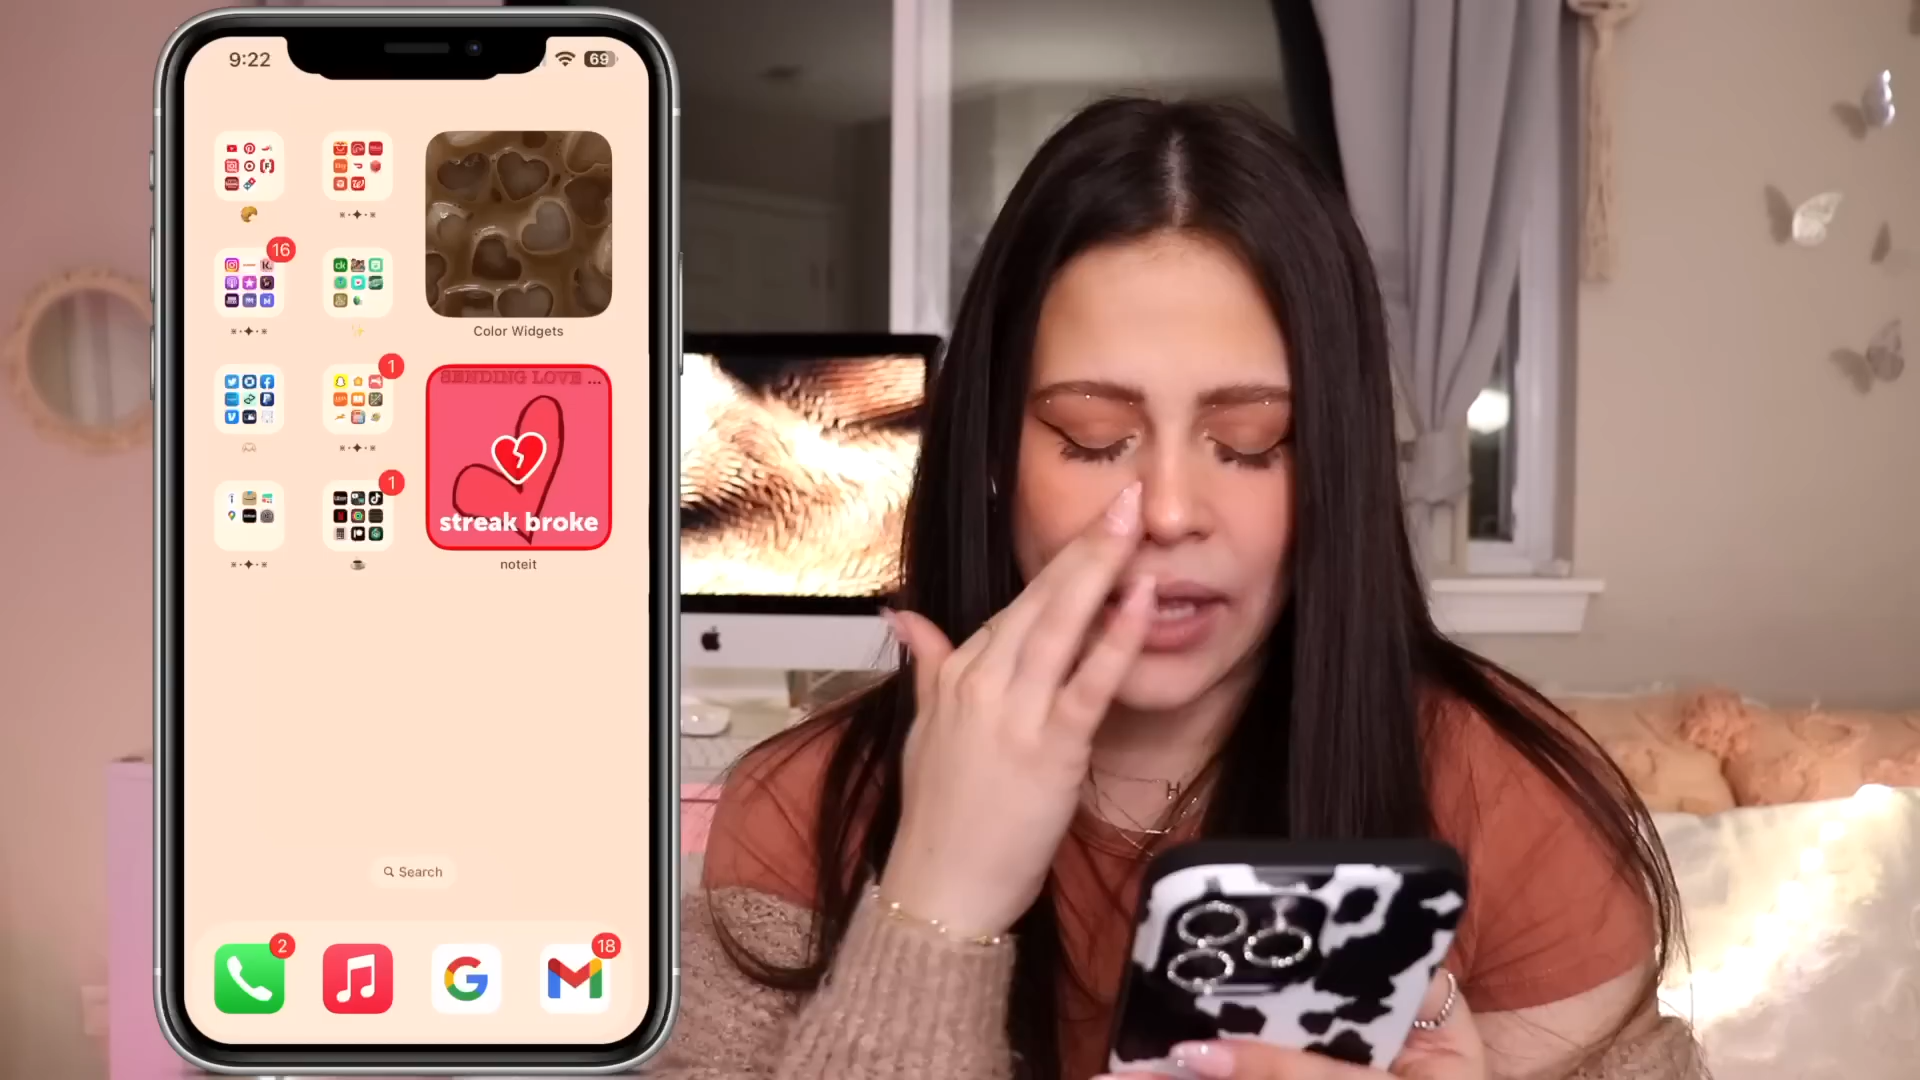 9:22
69
16
Color Widgets
1
SENDING LOVE ...
streak broke
noteit
1
Search
2
18
H